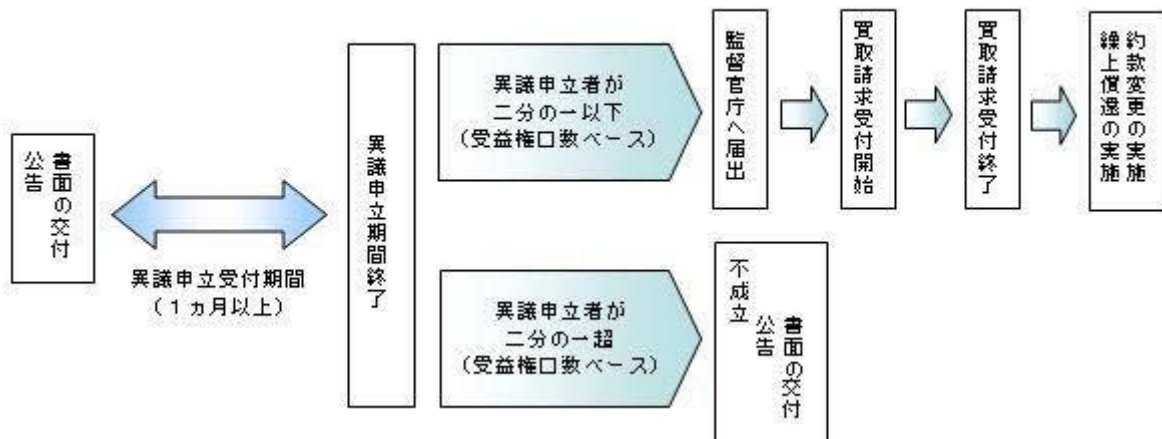 書面の交付
公告
異議申立受付期間
(1ヵ月以上)
異議申立期間終了
異議申立者が
二分の一以下
(受益権口数ベース)
監督官庁へ届出
買取請求受付開始
買取請求受付終了
約款変更の実施
繰上償還の実施
異議申立者が
二分の一超
(受益権口数ベース)
不成立
書面の交付
公告